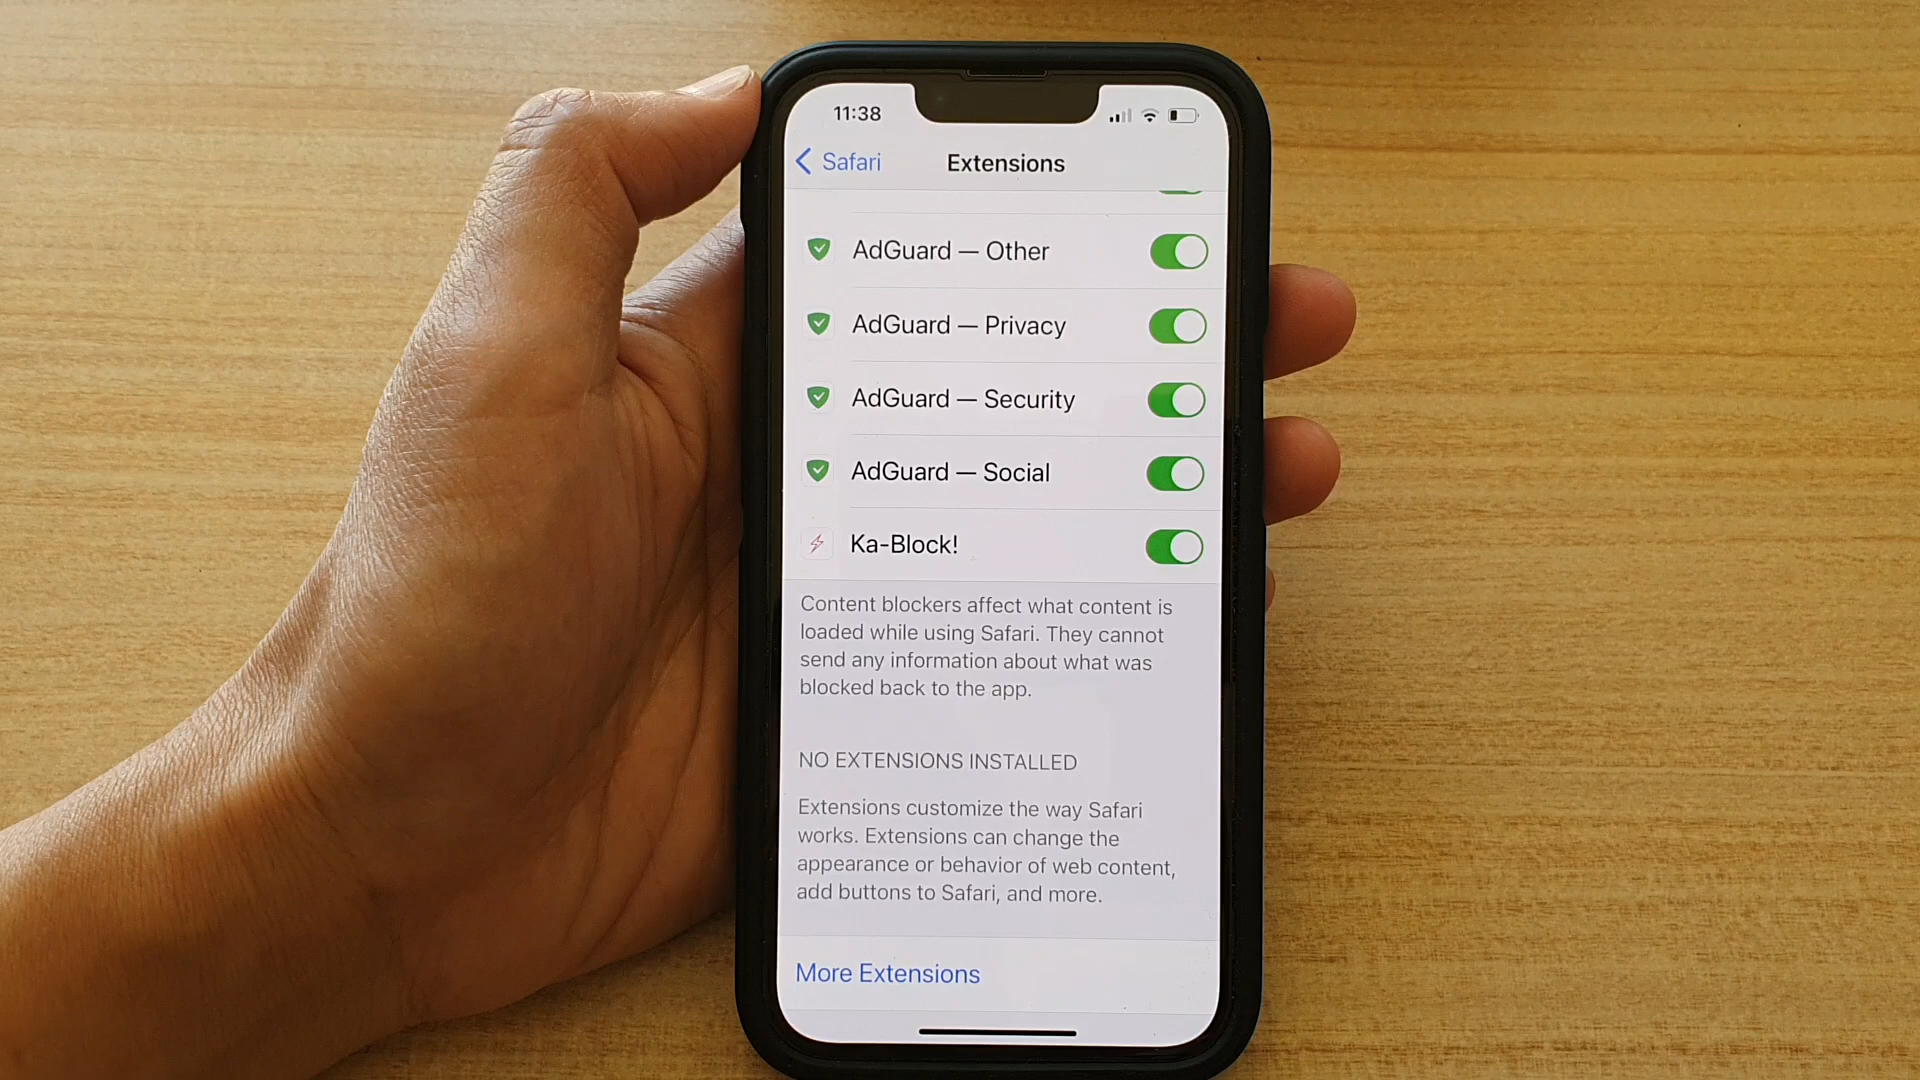 11:38
Safari
Extensions
AdGuard — Other
AdGuard — Privacy
AdGuard — Security
AdGuard — Social
Ka-Block!
Content blockers affect what content is
loaded while using Safari. They cannot
send any information about what was
blocked back to the app.
NO EXTENSIONS INSTALLED
Extensions customize the way Safari
works. Extensions can change the
appearance or behavior of web content,
add buttons to Safari, and more.
More Extensions